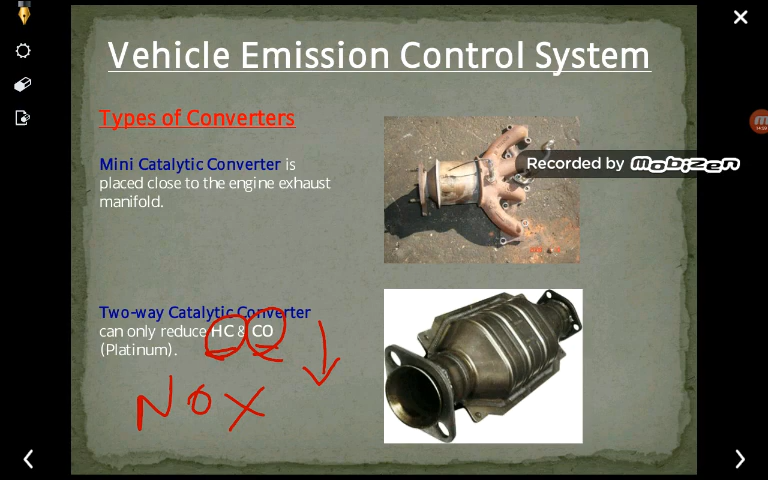 Vehicle Emission Control System
Types of Converters
Mini Catalytic Converter is
placed close to the engine exhaust
manifold.
Recorded by mobizen
Two-way Catalytic Converter
can only reduce HC & CO
(Platinum).
NOX